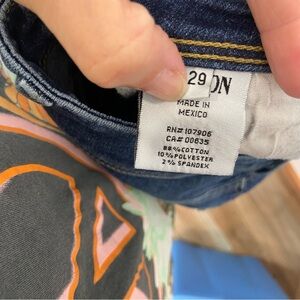 29
ON
MADE IN
MEXICO
RN# 107906
CA# 00635
88% COTTON
10% POLYESTER
2% SPANDEX